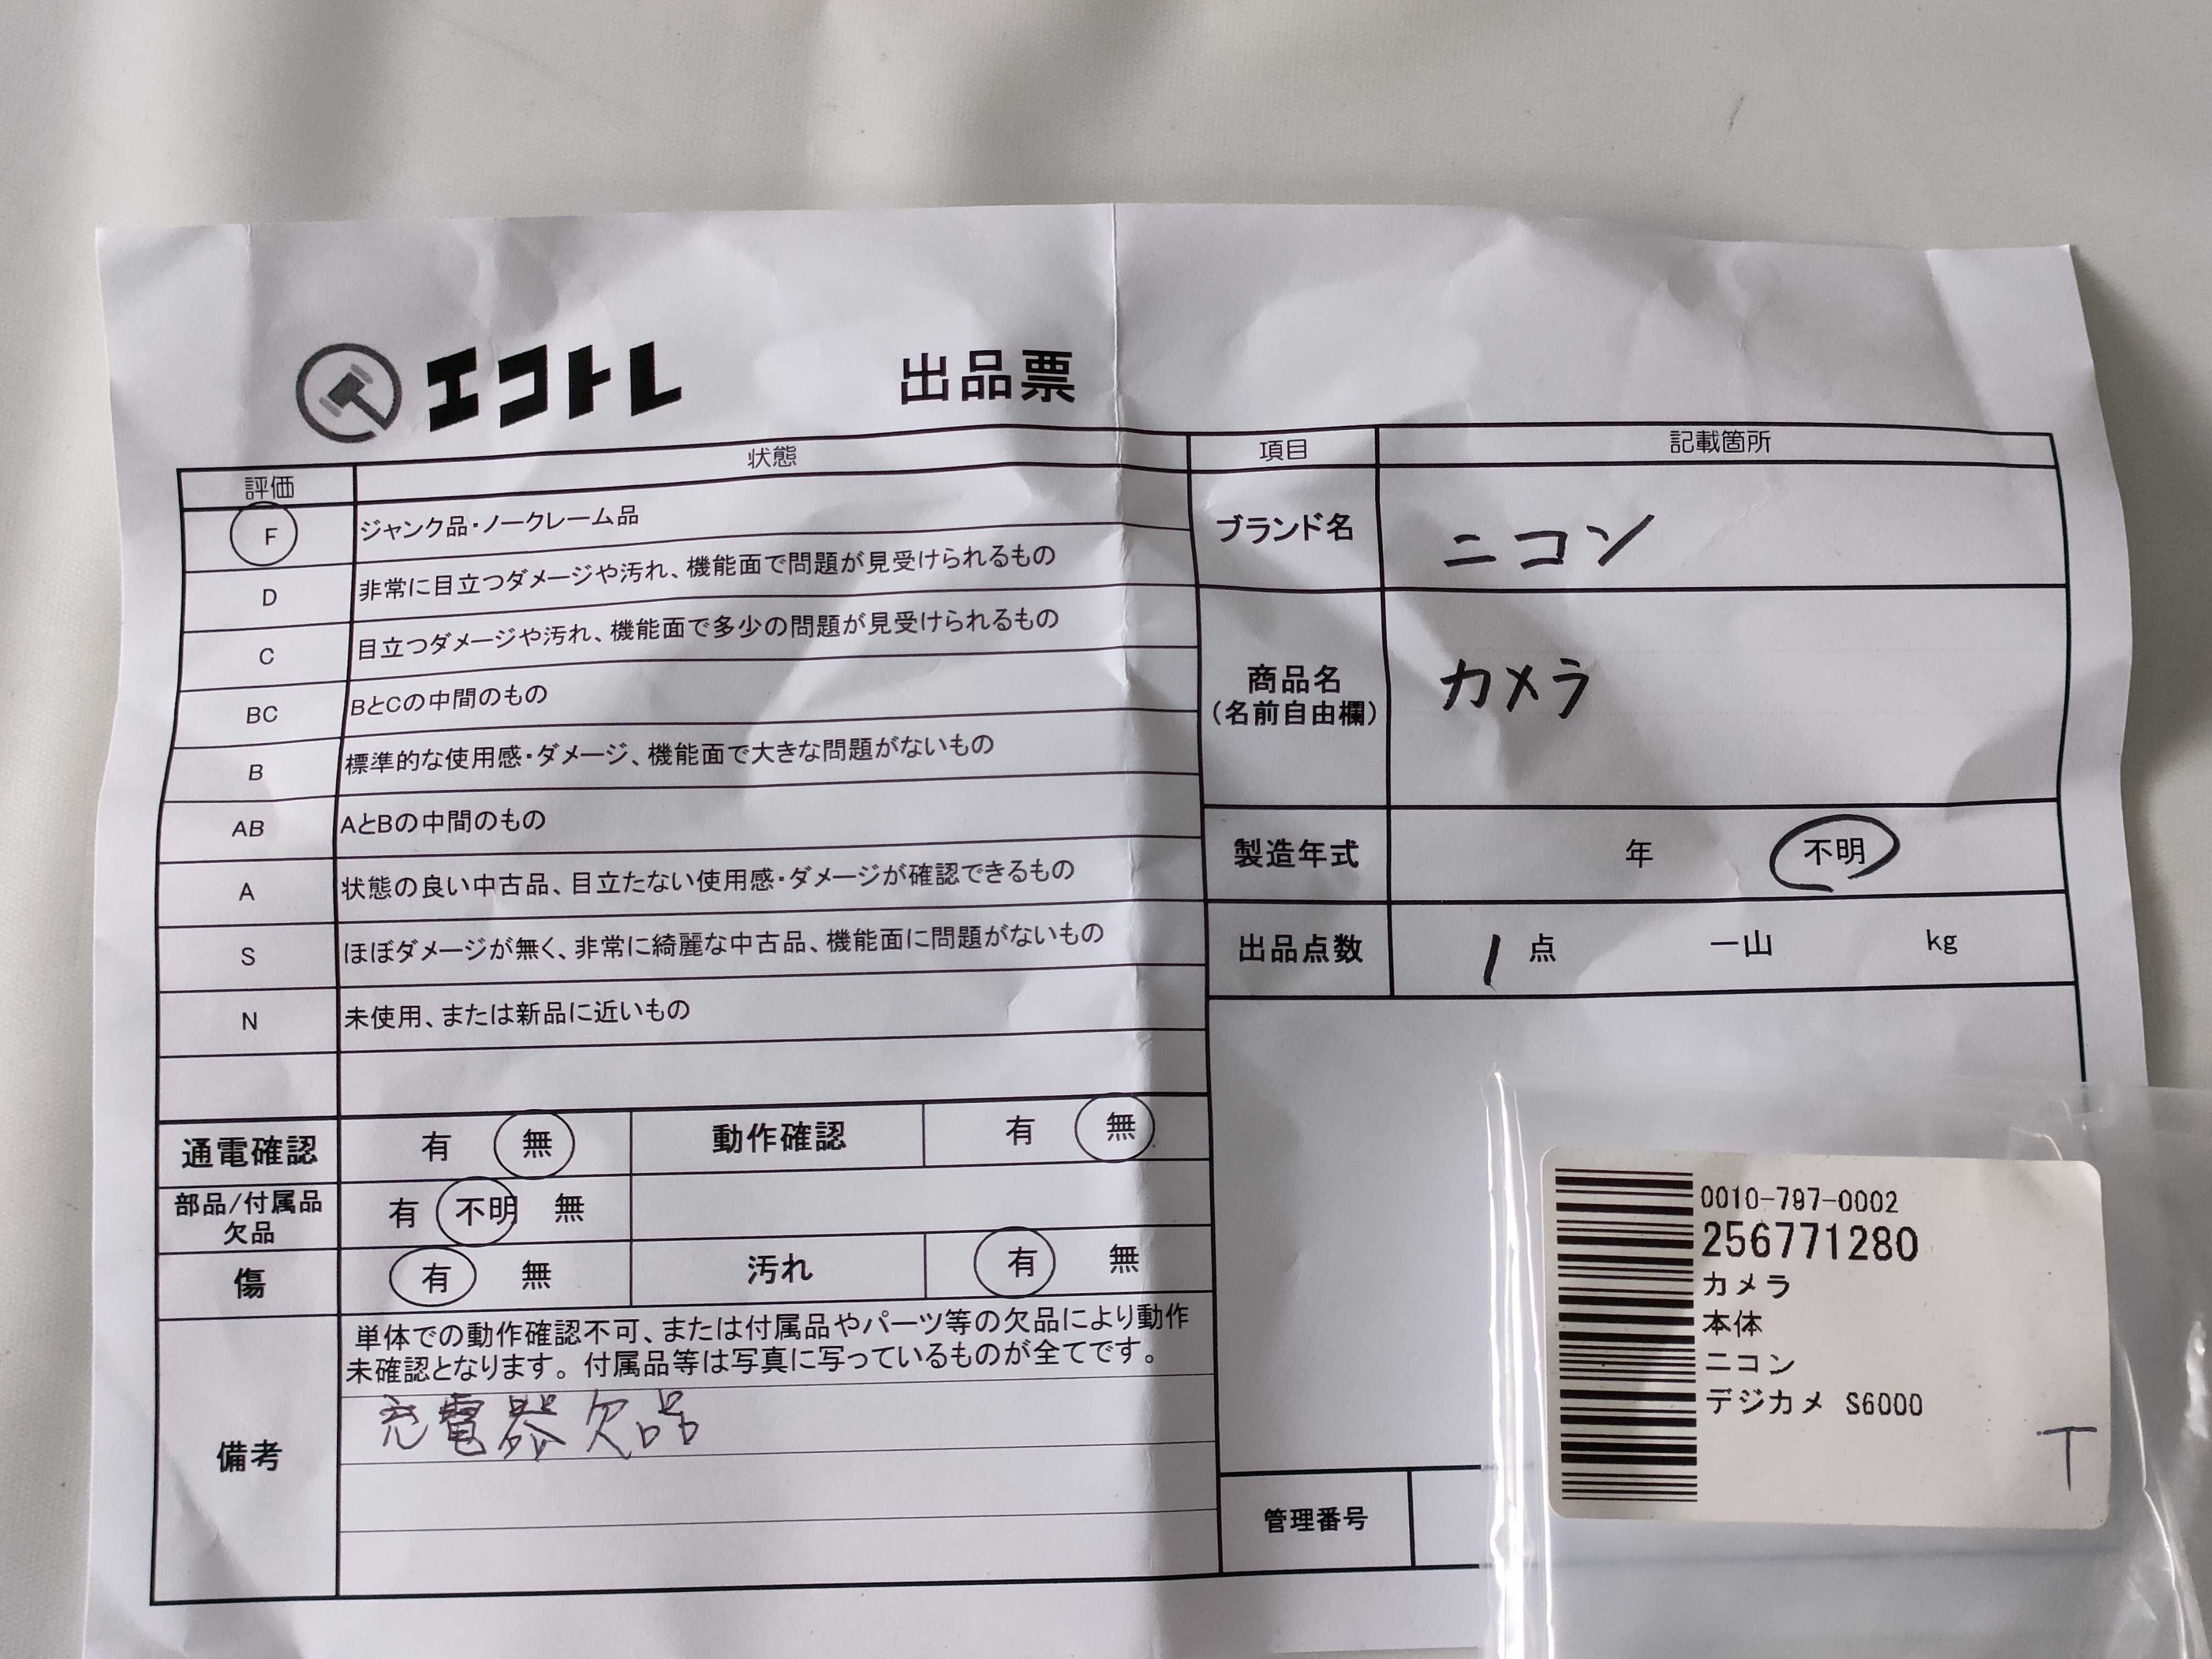 エコトレ 出品票
評価 状態
F ジャンク品・ノークレーム品
D 非常に目立つダメージや汚れ、機能面で問題が見受けられるもの
C 目立つダメージや汚れ、機能面で多少の問題が見受けられるもの
BC BとCの中間のもの
B 標準的な使用感・ダメージ、機能面で大きな問題がないもの
AB AとBの中間のもの
A 状態の良い中古品、目立たない使用感・ダメージが確認できるもの
S ほぼダメージが無く、非常に綺麗な中古品、機能面に問題がないもの
N 未使用、または新品に近いもの
通電確認 有 無 動作確認 有 無
部品/付属品
欠品 有 不明 無
傷 有 無 汚れ 有 無
備考
単体での動作確認不可、または付属品やパーツ等の欠品により動作
未確認となります。付属品等は写真に写っているものが全てです。
充電器欠品
項目 記載箇所
ブランド名 ニコン
商品名
(名前自由欄) カメラ
製造年式 年 不明
出品点数 1 点 一山 kg
管理番号
0010-797-0002
256771280
カメラ
本体
ニコン
デジカメ S6000
T